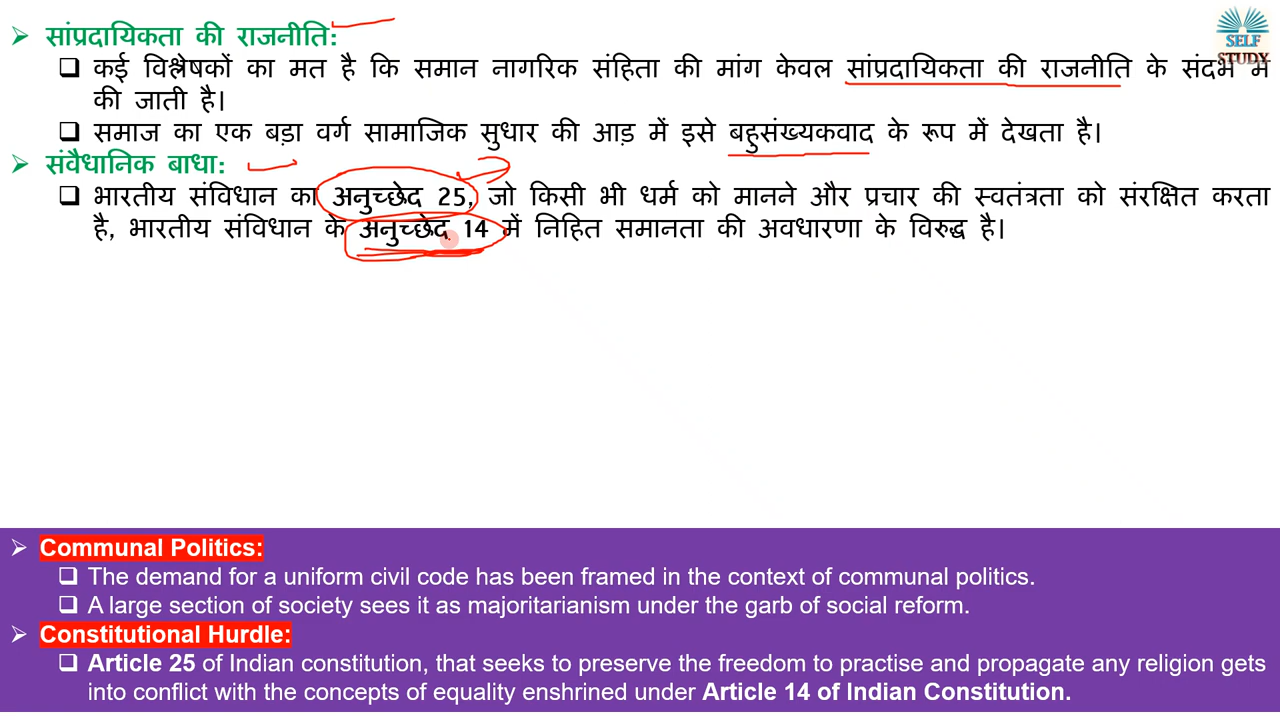 सांप्रदायिकता की राजनीति:
SELF
STUDY
कई विश्लेषकों का मत है कि समान नागरिक संहिता की मांग केवल सांप्रदायिकता की राजनीति के संदर्भ में
की जाती है।
समाज का एक बड़ा वर्ग सामाजिक सुधार की आड़ में इसे बहुसंख्यकवाद के रूप में देखता है।
संवैधानिक बाधा:
भारतीय संविधान का अनुच्छेद 25, जो किसी भी धर्म को मानने और प्रचार की स्वतंत्रता को संरक्षित करता
है, भारतीय संविधान के अनुच्छेद 14 में निहित समानता की अवधारणा के विरुद्ध है।
Communal Politics:
The demand for a uniform civil code has been framed in the context of communal politics.
A large section of society sees it as majoritarianism under the garb of social reform.
Constitutional Hurdle:
Article 25 of Indian constitution, that seeks to preserve the freedom to practise and propagate any religion gets
into conflict with the concepts of equality enshrined under Article 14 of Indian Constitution.